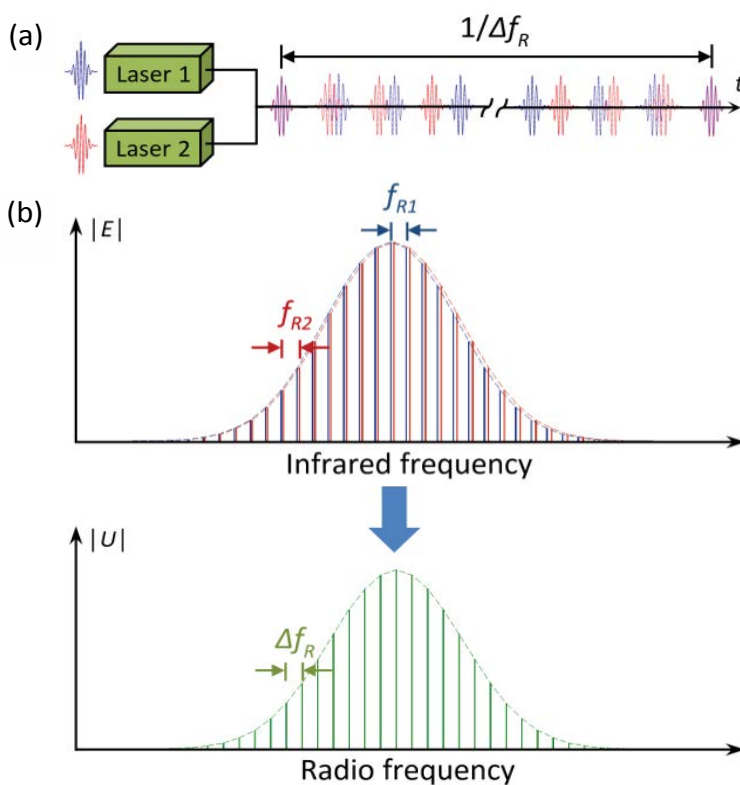 (a)
1/Δf_R
Laser 1
t
Laser 2
(b)
f_R1
|E|
f_R2
Infrared frequency
|U|
Δf_R
Radio frequency